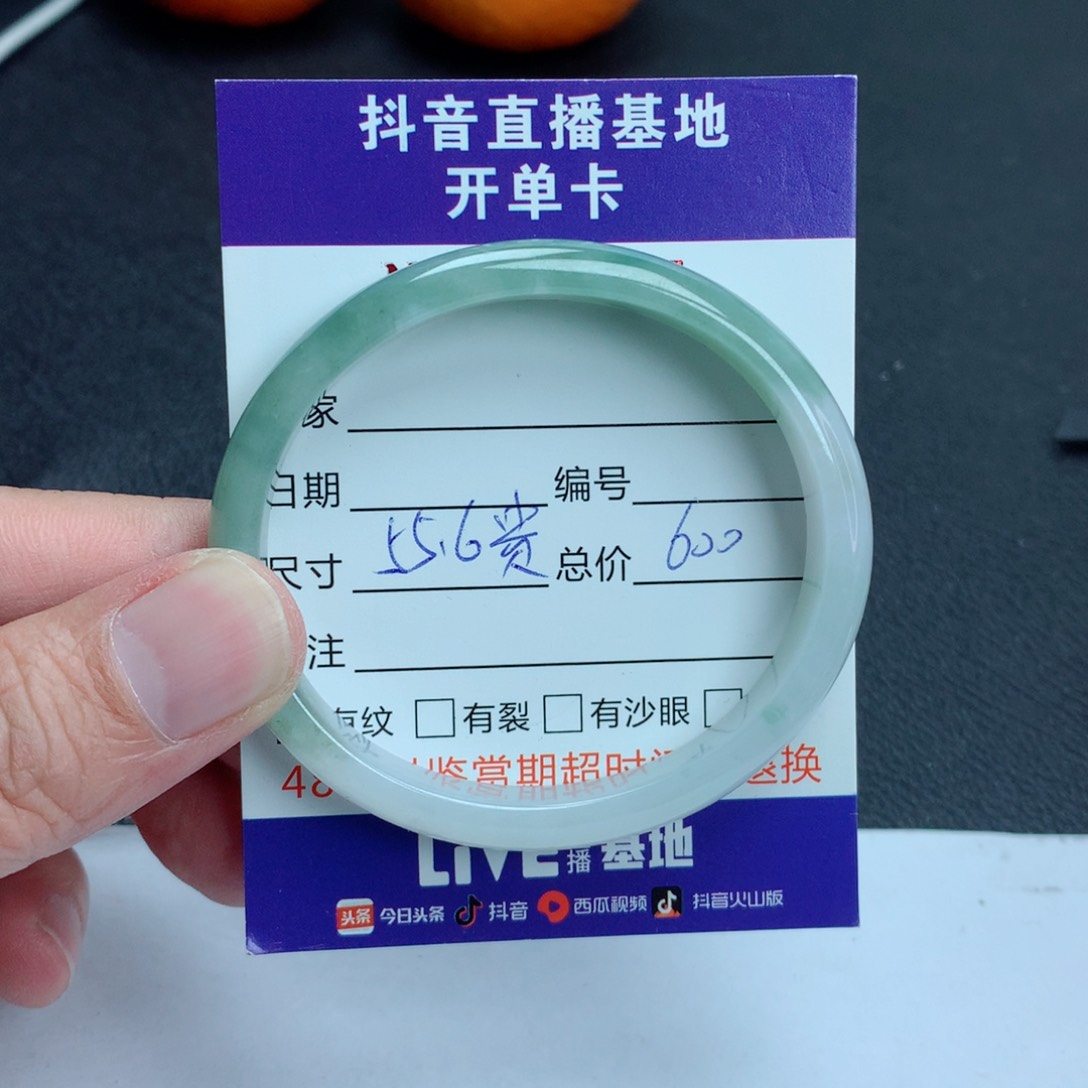 抖音直播基地
开单卡
家
日期 编号
尺寸 55.6贵 总价 600
注
有纹 □有裂 □有沙眼 □
48 鉴赏期超时 退换
LIVE 播 基地
头条 今日头条 抖音 西瓜视频 抖音火山版